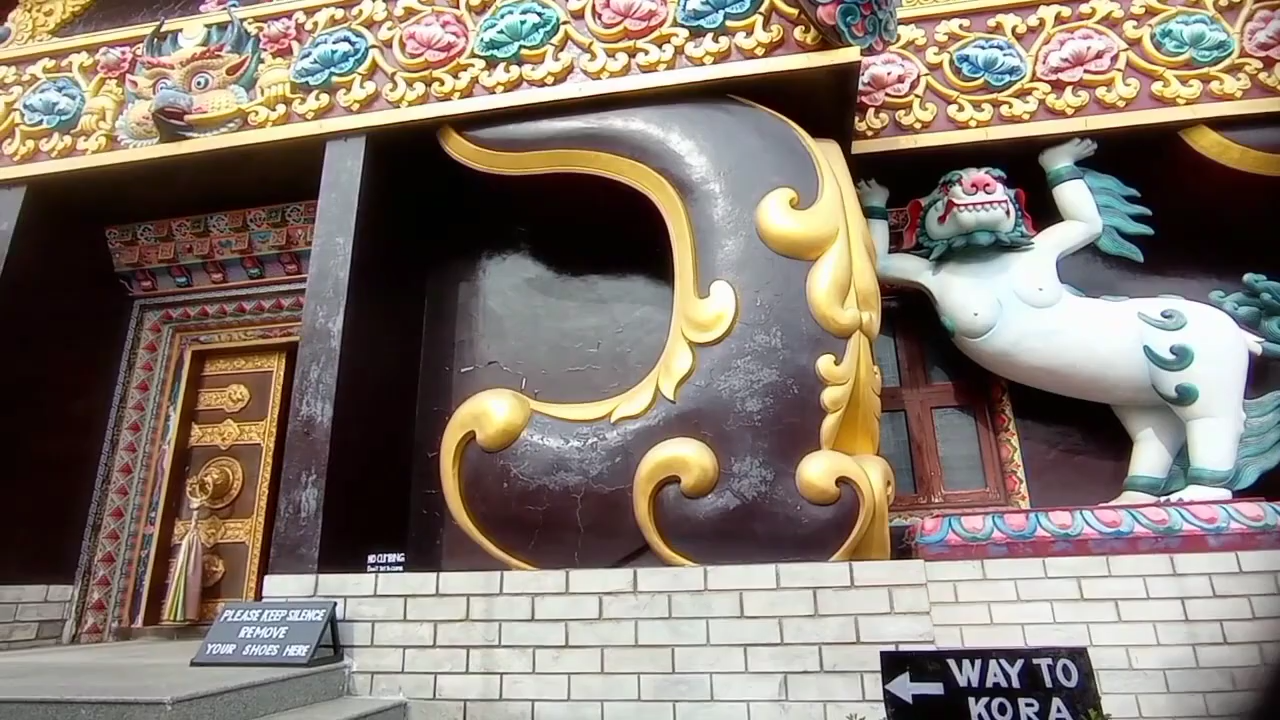 NO CLIMBING
PLEASE KEEP SILENCE
REMOVE
YOUR SHOES HERE
WAY TO
KORA